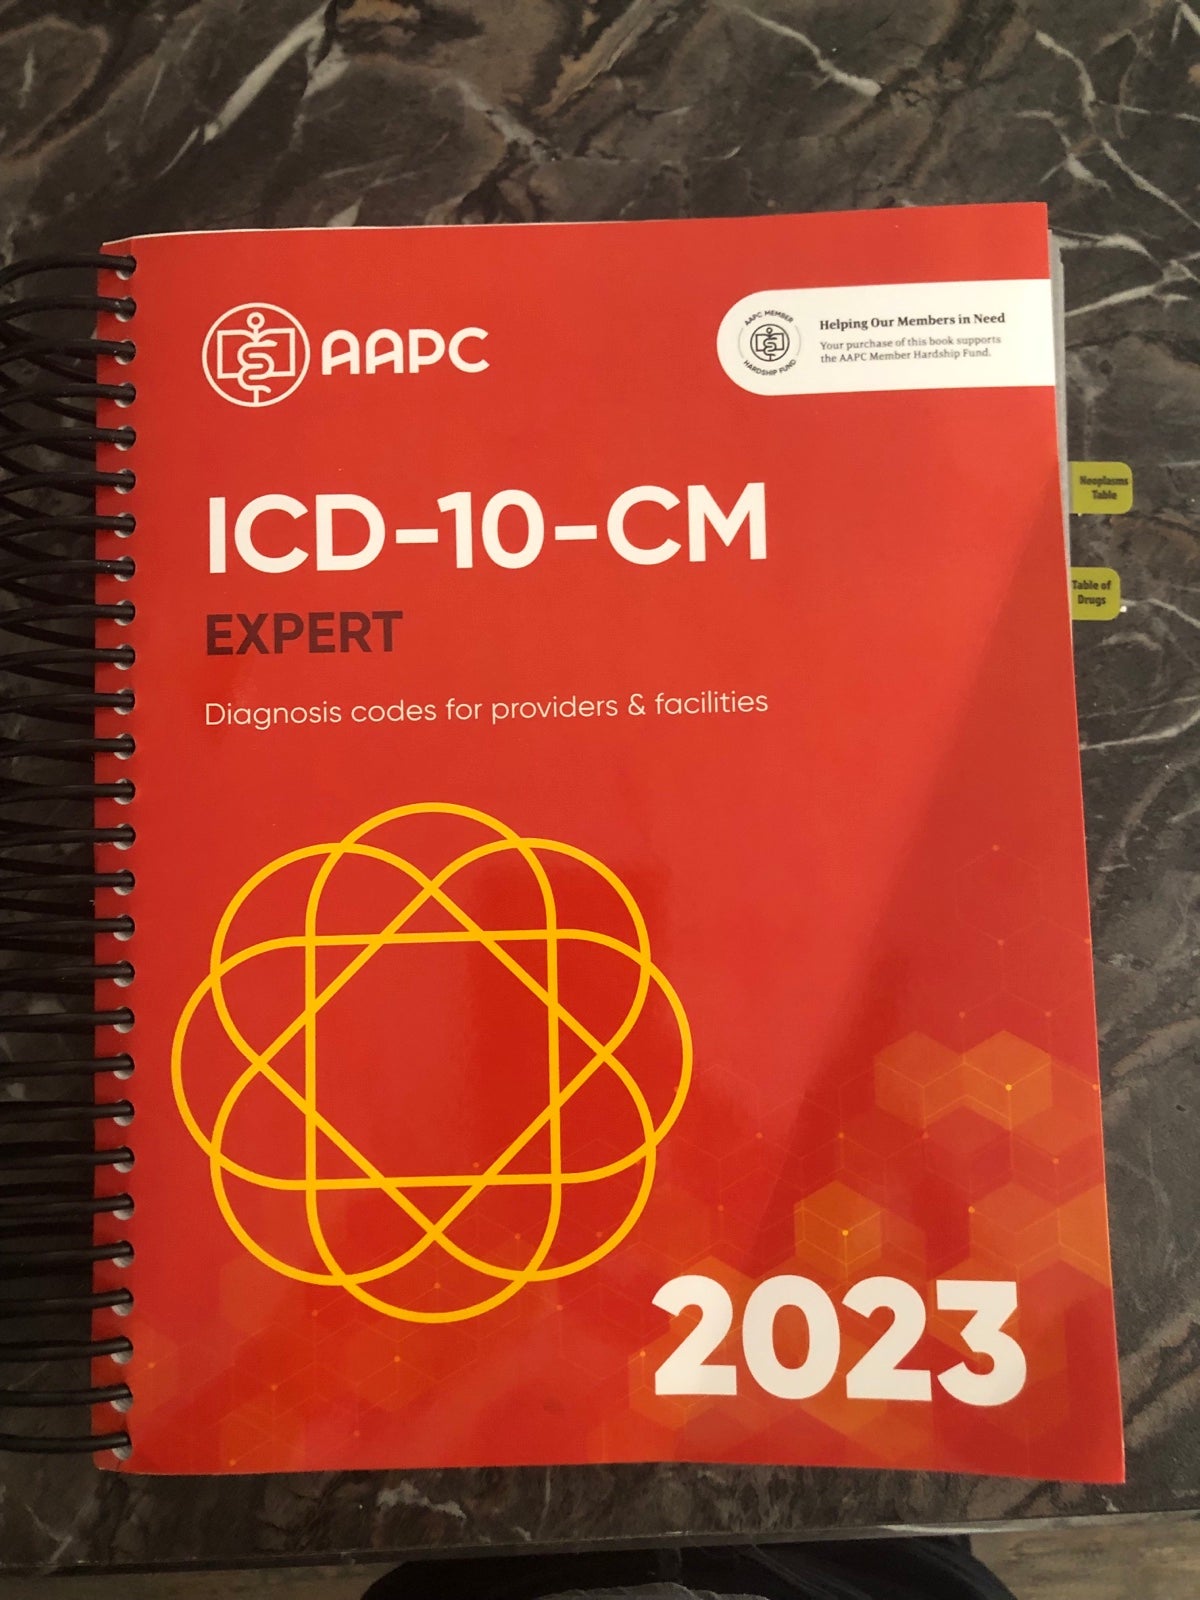 AAPC
AAPC MEMBER
HARDSHIP FUND
Helping Our Members in Need
Your purchase of this book supports
the AAPC Member Hardship Fund.
ICD-10-CM
EXPERT
Diagnosis codes for providers & facilities
Neoplasms
Table
Table of
Drugs
2023